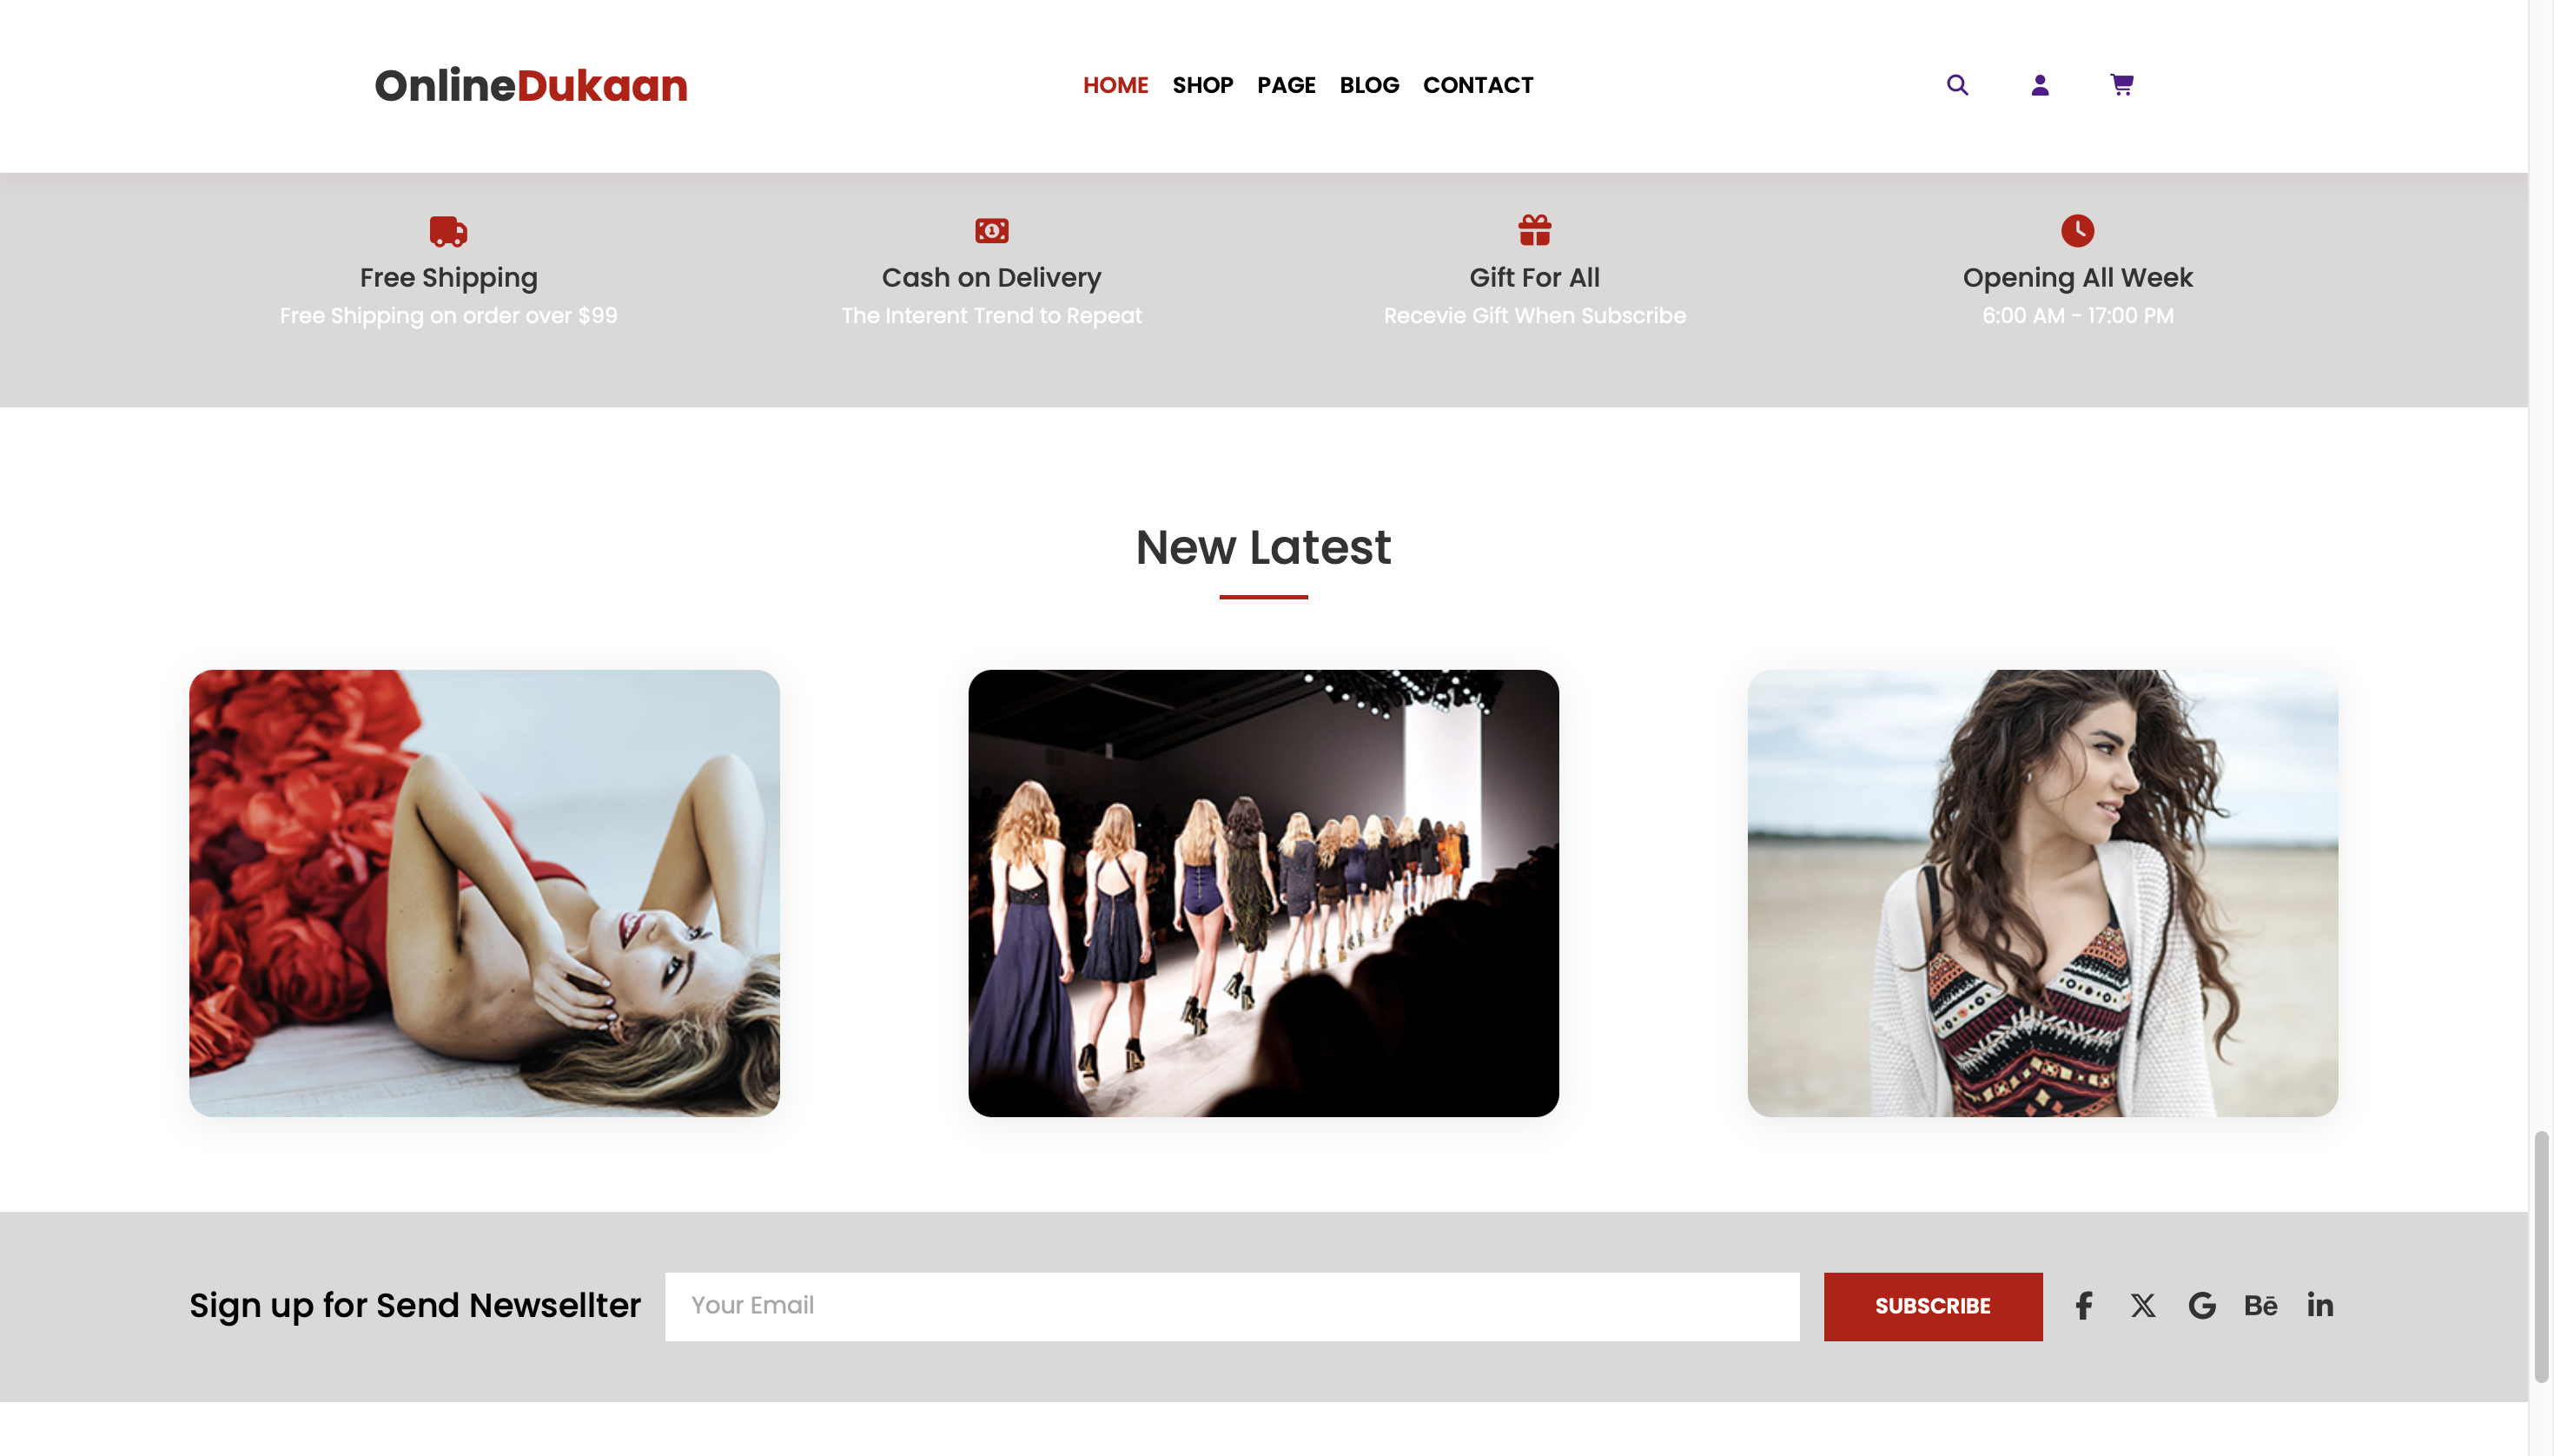 OnlineDukaan
HOME SHOP PAGE BLOG CONTACT
Free Shipping
Free Shipping on order over $99
Cash on Delivery
The Interent Trend to Repeat
Gift For All
Recevie Gift When Subscribe
Opening All Week
6:00 AM - 17:00 PM
New Latest
Sign up for Send Newsellter
Your Email
SUBSCRIBE